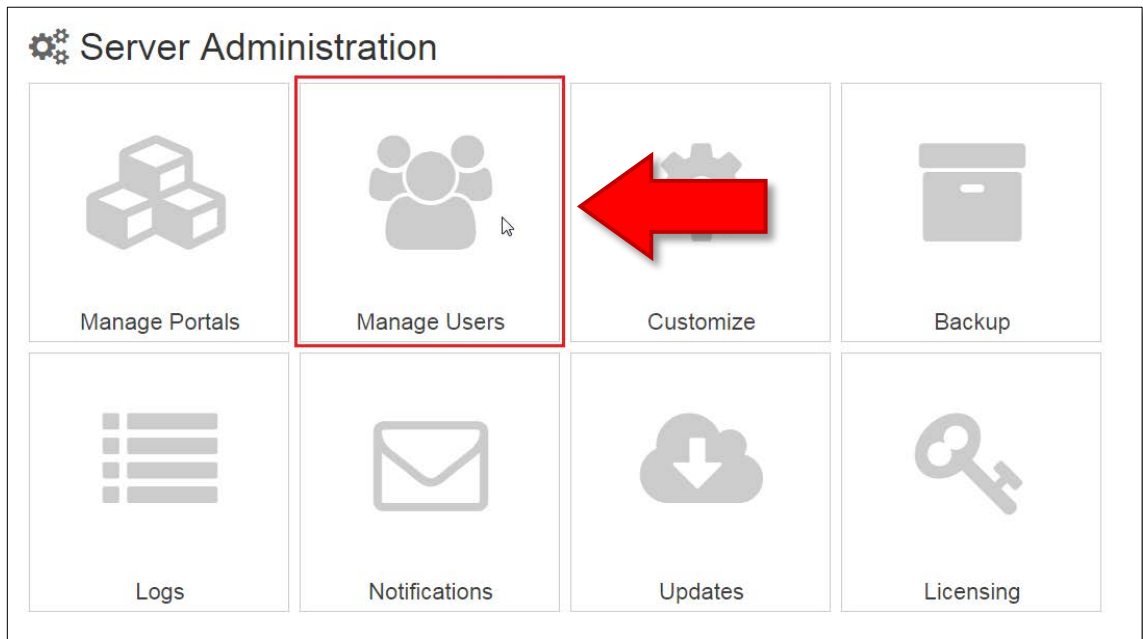 Server Administration
Manage Portals
Manage Users
Customize
Backup
Logs
Notifications
Updates
Licensing